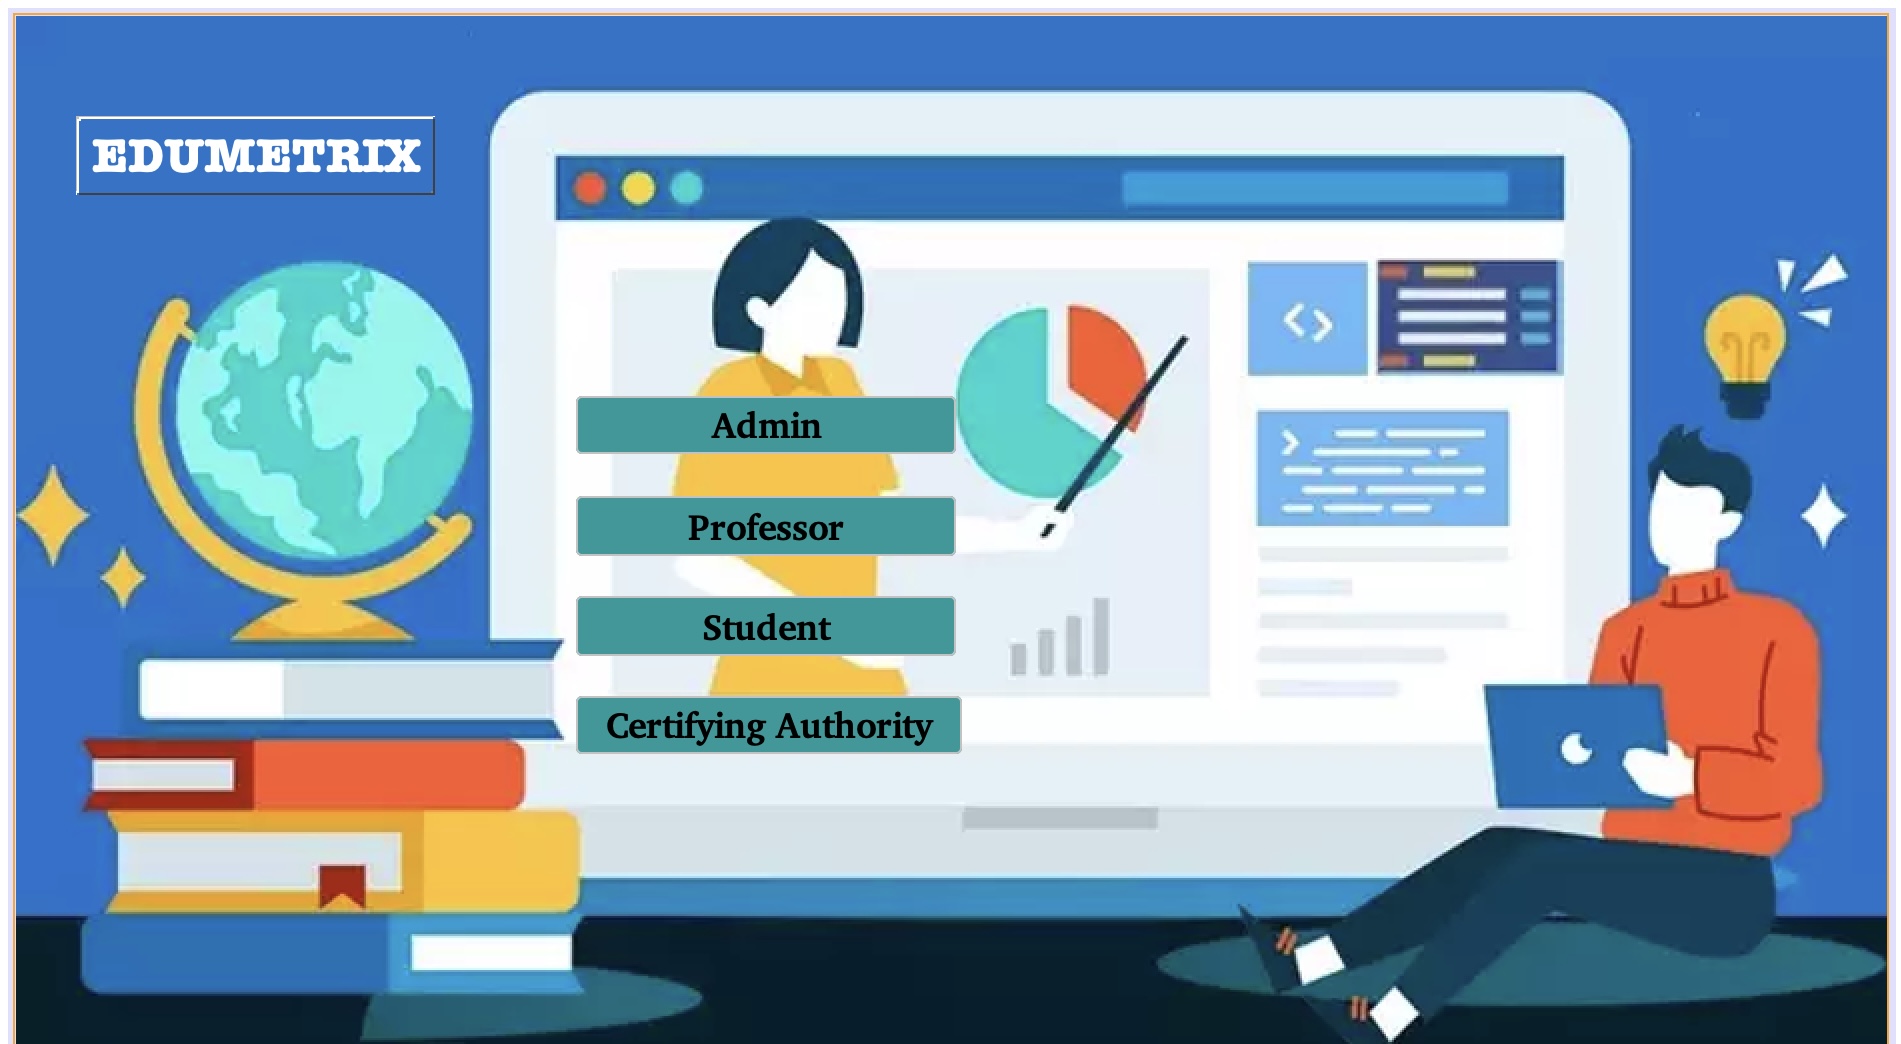 EDUMETRIX
Admin
Professor
Student
Certifying Authority